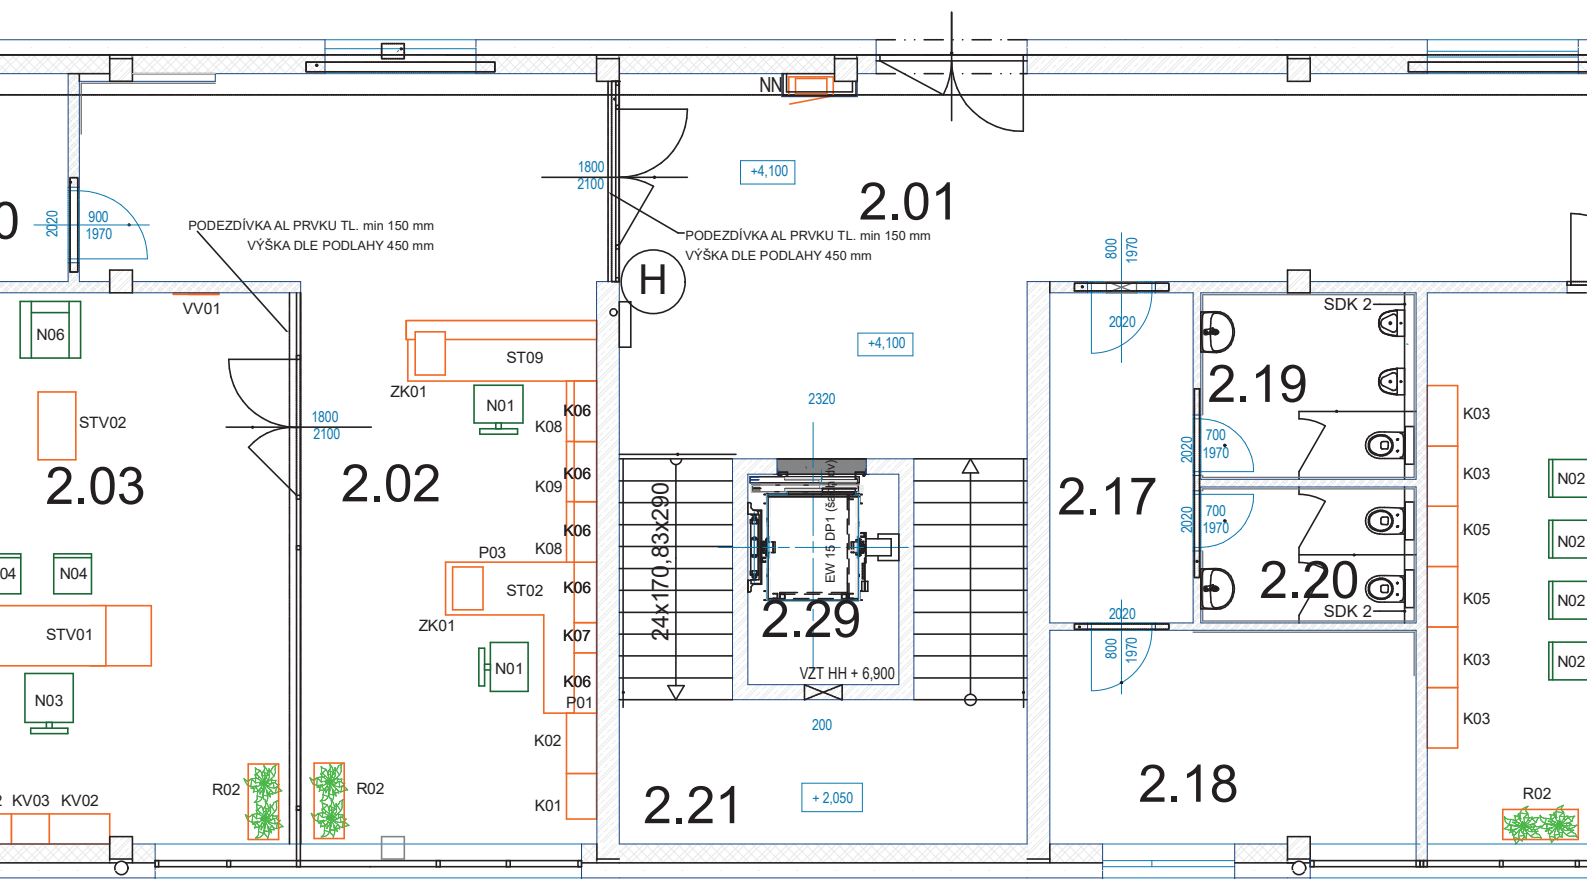 NN
+4,100
2.01
1800
2100
0
2020
900
1970
PODEZDÍVKA AL PRVKU TL. min 150 mm
VÝŠKA DLE PODLAHY 450 mm
PODEZDÍVKA AL PRVKU TL. min 150 mm
VÝŠKA DLE PODLAHY 450 mm
800
1970
H
VV01
N06
SDK 2
2020
ST09
+4,100
ZK01
N01
STV02
1800
2100
2320
K06
K08
2.19
K03
2.03
2.02
K06
K09
24x170,83x290
EW 15 DP1
2.17
2020
700
1970
K03
N02
2020
700
1970
K06
K08
K05
N02
P03
04
N04
ST02
K06
2.20
SDK 2
K05
N02
ZK01
STV01
K07
2.29
2020
800
1970
N01
K06
P01
VZT HH + 6,900
K03
N02
N03
K02
200
K03
R02
R02
2.18
2
KV03
KV02
K01
2.21
+ 2,050
R02